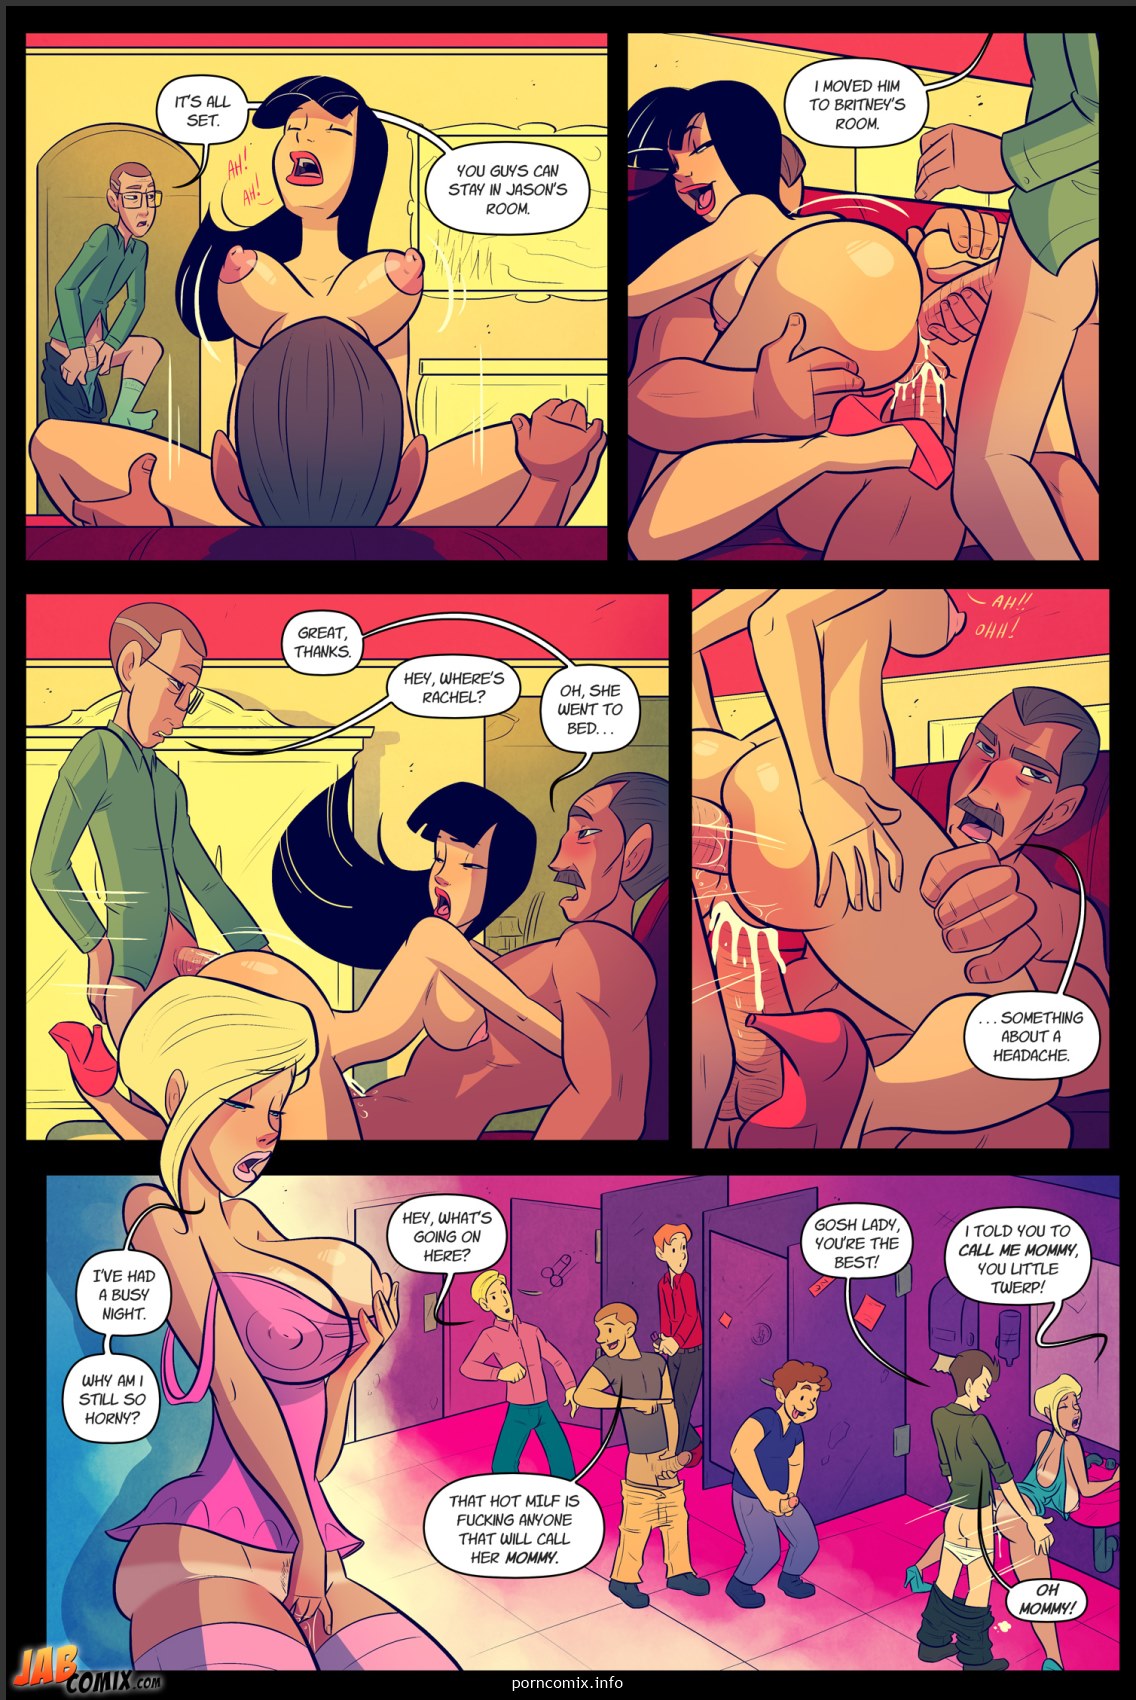 IT'S ALL
SET.
AH!
AH!
YOU GUYS CAN
STAY IN JASON'S
ROOM.
I MOVED HIM
TO BRITNEY'S
ROOM.
GREAT,
THANKS.
HEY, WHERE'S
RACHEL?
OH, SHE
WENT TO
BED...
AH!!
OHH!
...SOMETHING
ABOUT A
HEADACHE.
I'VE HAD
A BUSY
NIGHT.
WHY AM I
STILL SO
HORNY?
HEY, WHAT'S
GOING ON
HERE?
THAT HOT MILF IS
FUCKING ANYONE
THAT WILL CALL
HER MOMMY.
GOSH LADY,
YOU'RE THE
BEST!
I TOLD YOU TO
CALL ME MOMMY,
YOU LITTLE
TWERP!
OH
MOMMY!
JAB
COMIX.COM
porncomix.info